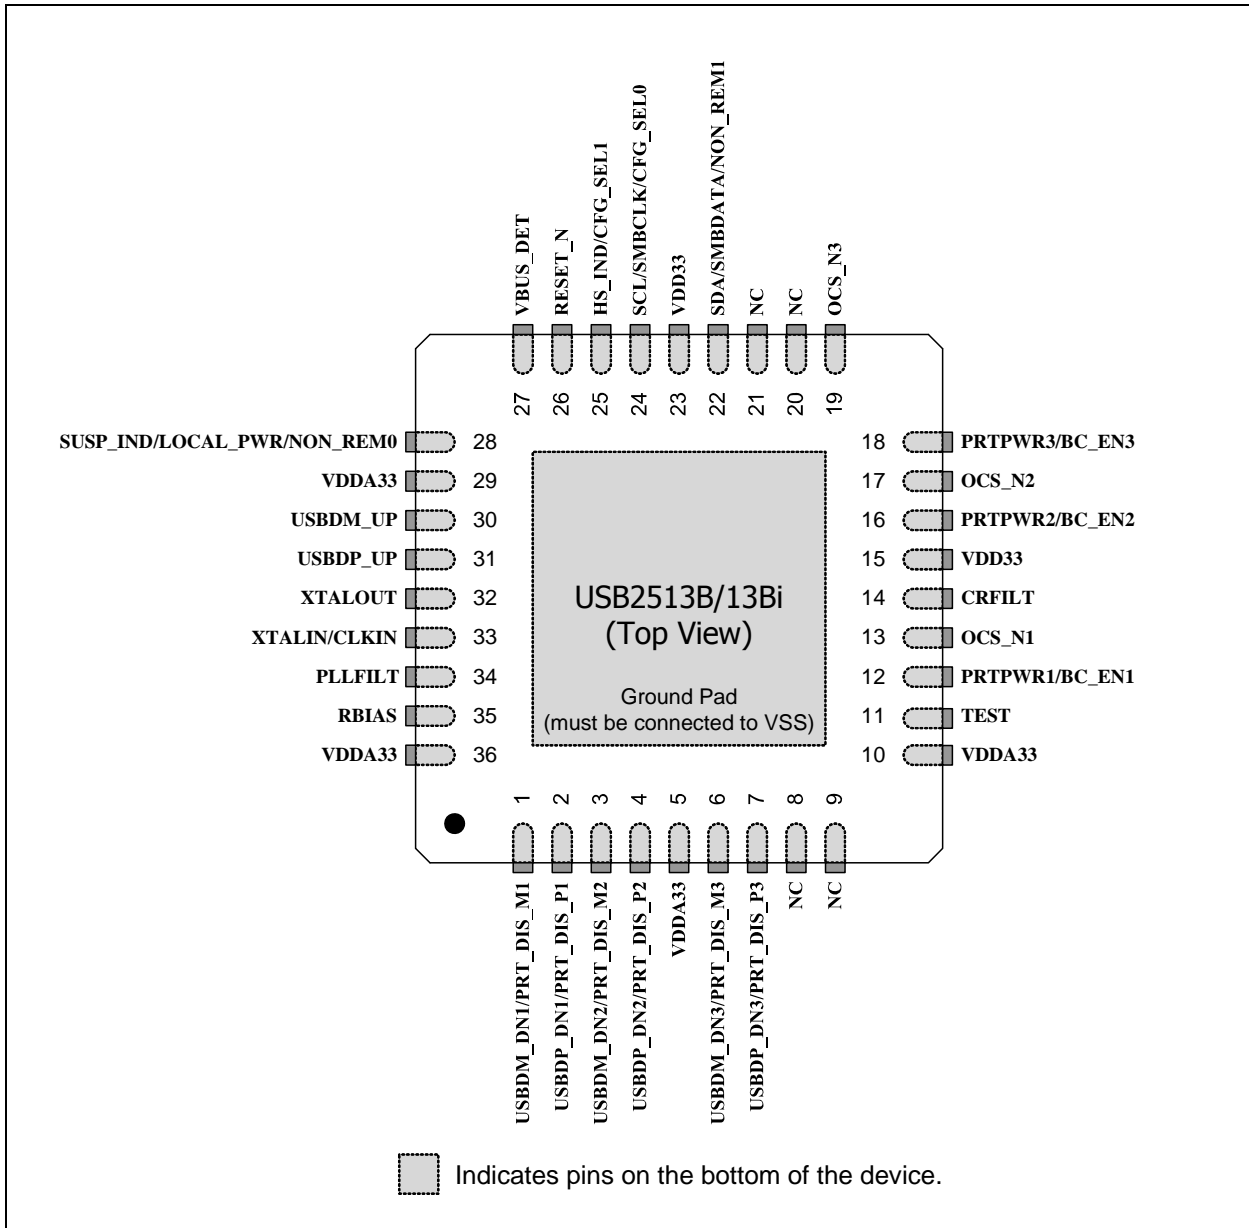 VBUS_DET
RESET_N
HS_IND/CFG_SEL1
SCL/SMBCLK/CFG_SEL0
VDD33
SDA/SMBDATA/NON_REM1
NC
NC
OCS_N3
27
26
25
24
23
22
21
20
19
SUSP_IND/LOCAL_PWR/NON_REM0 28
VDDA33 29
USBDM_UP 30
USBDP_UP 31
XTALOUT 32
XTALIN/CLKIN 33
PLLFILT 34
RBIAS 35
VDDA33 36
USB2513B/13Bi
(Top View)
Ground Pad
(must be connected to VSS)
18 PRTPWR3/BC_EN3
17 OCS_N2
16 PRTPWR2/BC_EN2
15 VDD33
14 CRFILT
13 OCS_N1
12 PRTPWR1/BC_EN1
11 TEST
10 VDDA33
1
2
3
4
5
6
7
8
9
USBDM_DN1/PRT_DIS_M1
USBDP_DN1/PRT_DIS_P1
USBDM_DN2/PRT_DIS_M2
USBDP_DN2/PRT_DIS_P2
VDDA33
USBDM_DN3/PRT_DIS_M3
USBDP_DN3/PRT_DIS_P3
NC
NC
Indicates pins on the bottom of the device.